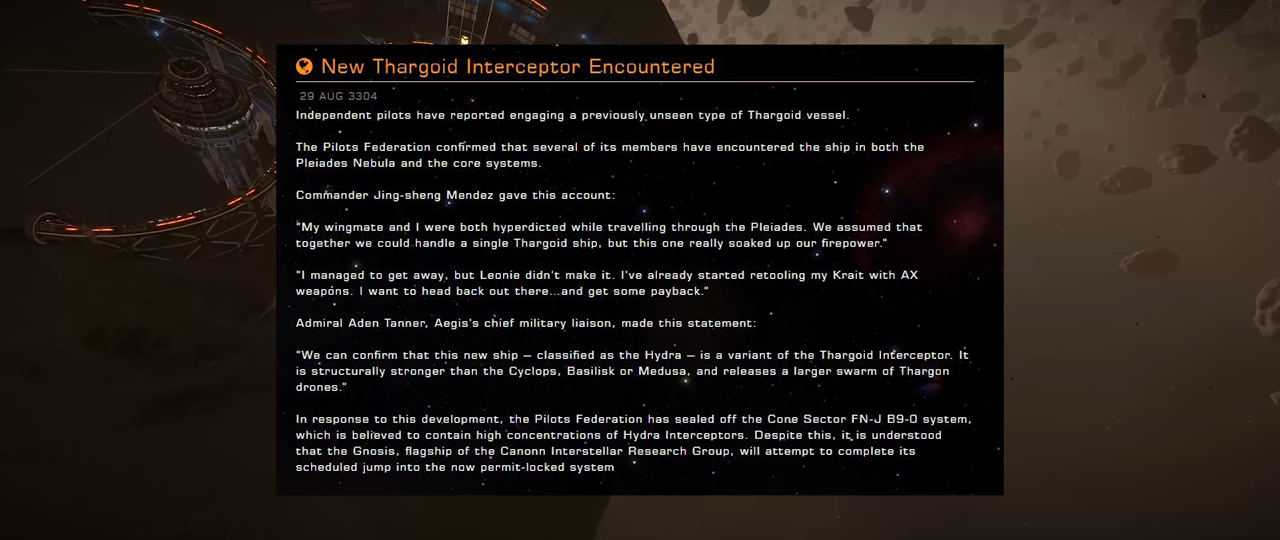 New Thargoid Interceptor Encountered
29 AUG 3304
Independent pilots have reported engaging a previously unseen type of Thargoid vessel.
The Pilots Federation confirmed that several of its members have encountered the ship in both the
Pleiades Nebula and the core systems.
Commander Jing-sheng Mendez gave this account:
"My wingmate and I were both hyperdicted while travelling through the Pleiades. We assumed that
together we could handle a single Thargoid ship, but this one really soaked up our firepower."
"I managed to get away, but Leonie didn't make it. I've already started retooling my Krait with AX
weapons. I want to head back out there...and get some payback."
Admiral Aden Tanner, Aegis's chief military liaison, made this statement:
"We can confirm that this new ship – classified as the Hydra – is a variant of the Thargoid Interceptor. It
is structurally stronger than the Cyclops, Basilisk or Medusa, and releases a larger swarm of Thargon
drones."
In response to this development, the Pilots Federation has sealed off the Cone Sector FN-J B9-0 system,
which is believed to contain high concentrations of Hydra Interceptors. Despite this, it is understood
that the Gnosis, flagship of the Canonn Interstellar Research Group, will attempt to complete its
scheduled jump into the now permit-locked system